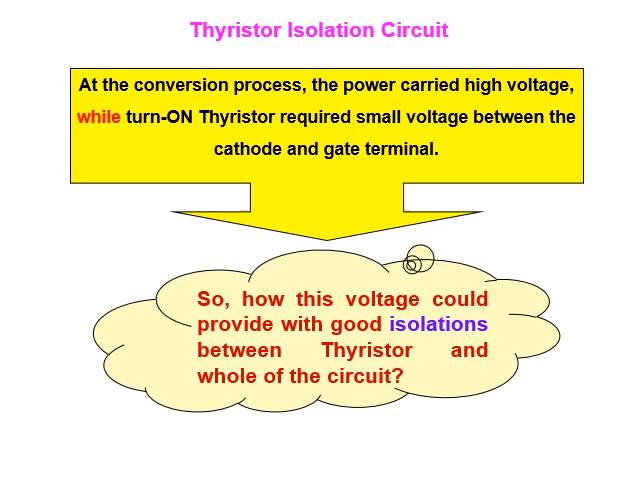 Thyristor Isolation Circuit
At the conversion process, the power carried high voltage,
while turn-ON Thyristor required small voltage between the
cathode and gate terminal.
So, how this voltage could
provide with good isolations
between Thyristor and
whole of the circuit?